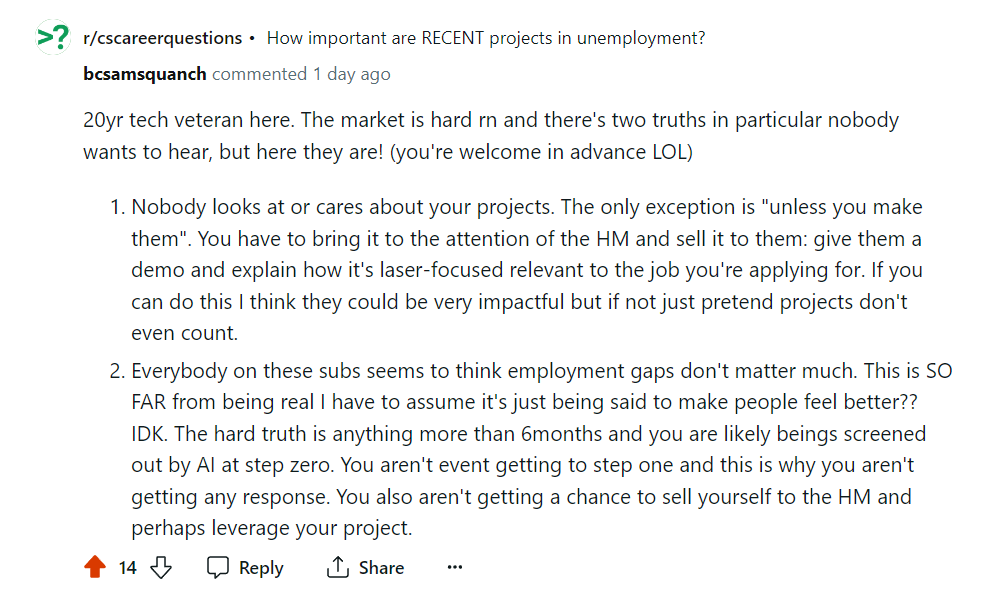 r/cscareerquestions • How important are RECENT projects in unemployment?
bcsamsquanch commented 1 day ago
20yr tech veteran here. The market is hard rn and there's two truths in particular nobody
wants to hear, but here they are! (you're welcome in advance LOL)
1. Nobody looks at or cares about your projects. The only exception is "unless you make
them". You have to bring it to the attention of the HM and sell it to them: give them a
demo and explain how it's laser-focused relevant to the job you're applying for. If you
can do this I think they could be very impactful but if not just pretend projects don't
even count.
2. Everybody on these subs seems to think employment gaps don't matter much. This is SO
FAR from being real I have to assume it's just being said to make people feel better??
IDK. The hard truth is anything more than 6months and you are likely beings screened
out by AI at step zero. You aren't event getting to step one and this is why you aren't
getting any response. You also aren't getting a chance to sell yourself to the HM and
perhaps leverage your project.
14 Reply Share •••